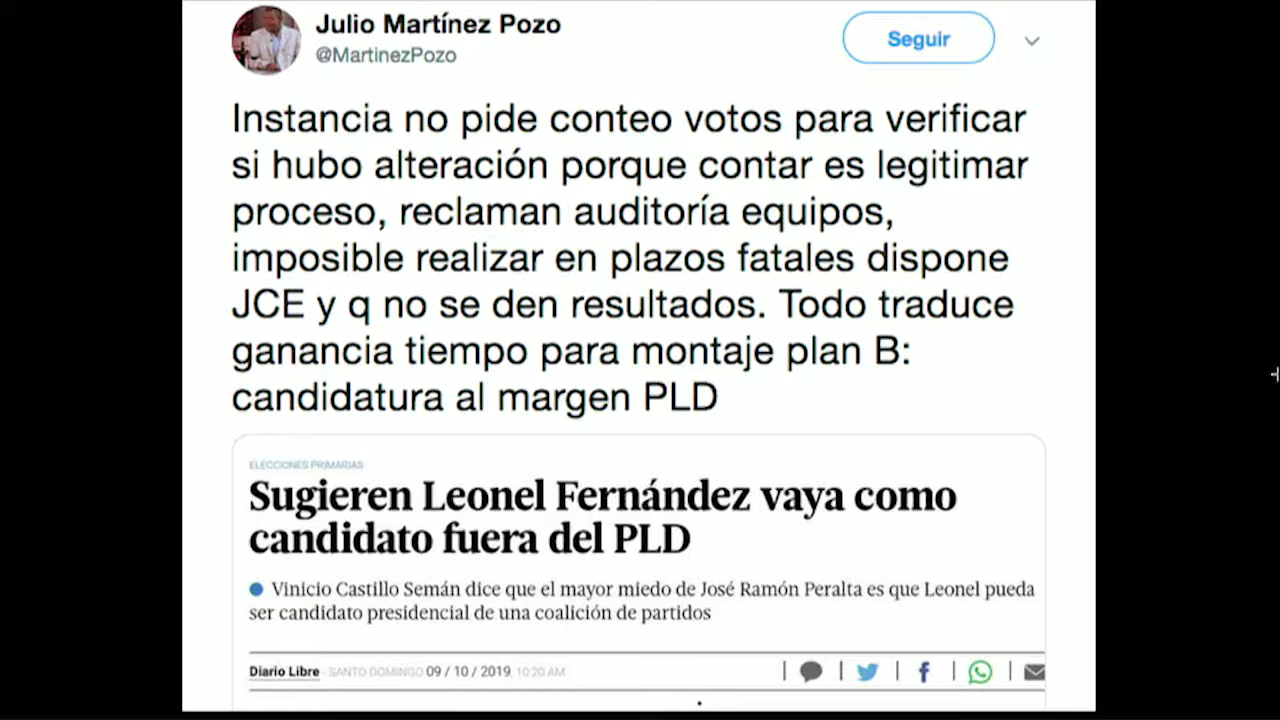 Julio Martínez Pozo
@MartinezPozo
Seguir
Instancia no pide conteo votos para verificar
si hubo alteración porque contar es legitimar
proceso, reclaman auditoría equipos,
imposible realizar en plazos fatales dispone
JCE y q no se den resultados. Todo traduce
ganancia tiempo para montaje plan B:
candidatura al margen PLD
ELECCIONES PRIMARIAS
Sugieren Leonel Fernández vaya como
candidato fuera del PLD
Vinicio Castillo Semán dice que el mayor miedo de José Ramón Peralta es que Leonel pueda
ser candidato presidencial de una coalición de partidos
Diario Libre - SANTO DOMINGO 09 / 10 / 2019, 10:20 AM